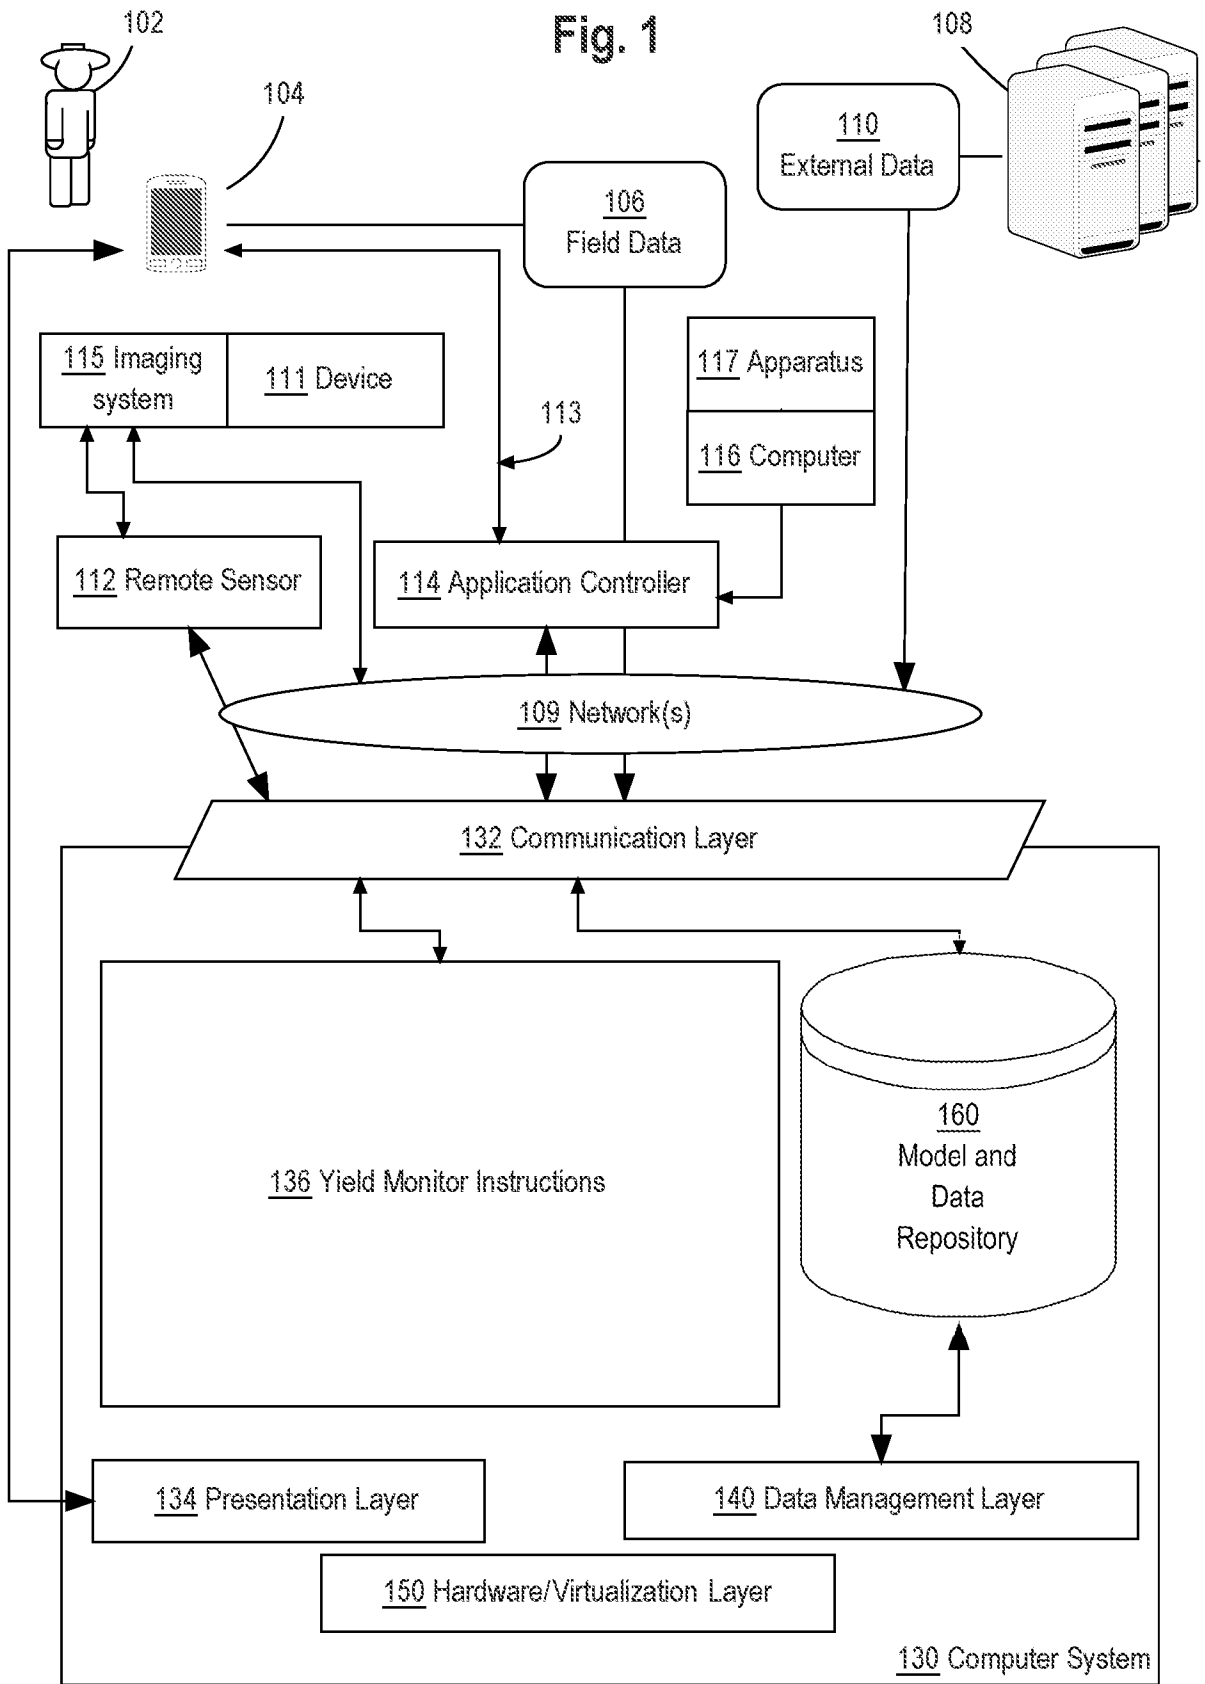 Fig. 1
102
108
104
110
External Data
106
Field Data
115 Imaging
system
111 Device
117 Apparatus
113
116 Computer
112 Remote Sensor
114 Application Controller
109 Network(s)
132 Communication Layer
136 Yield Monitor Instructions
160
Model and
Data
Repository
134 Presentation Layer
140 Data Management Layer
150 Hardware/Virtualization Layer
130 Computer System